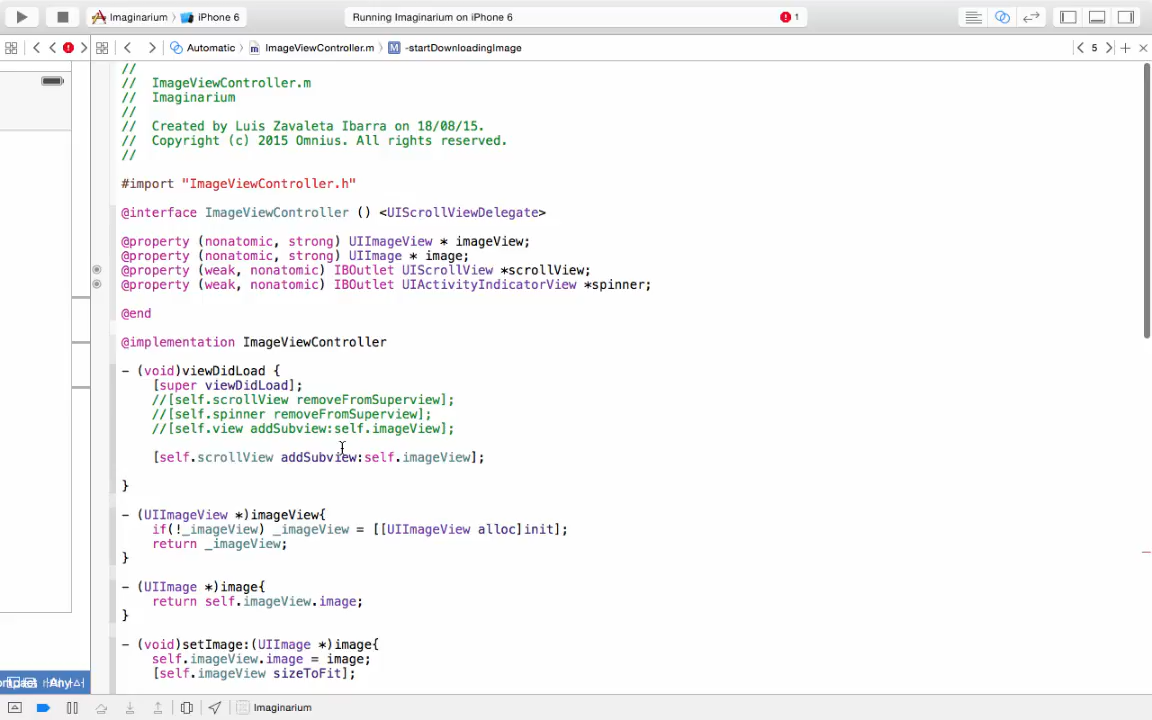 Imaginarium iPhone 6 Running Imaginarium on iPhone 6 1
Automatic ImageViewController.m M -startDownloadingImage 5
//
//  ImageViewController.m
//  Imaginarium
//
//  Created by Luis Zavaleta Ibarra on 18/08/15.
//  Copyright (c) 2015 Omnius. All rights reserved.
//
#import "ImageViewController.h"
@interface ImageViewController () <UIScrollViewDelegate>
@property (nonatomic, strong) UIImageView * imageView;
@property (nonatomic, strong) UIImage * image;
@property (weak, nonatomic) IBOutlet UIScrollView *scrollView;
@property (weak, nonatomic) IBOutlet UIActivityIndicatorView *spinner;
@end
@implementation ImageViewController
- (void)viewDidLoad {
[super viewDidLoad];
//[self.scrollView removeFromSuperview];
//[self.spinner removeFromSuperview];
//[self.view addSubview:self.imageView];
[self.scrollView addSubview:self.imageView];
}
- (UIImageView *)imageView{
if(!_imageView) _imageView = [[UIImageView alloc]init];
return _imageView;
}
- (UIImage *)image{
return self.imageView.image;
}
- (void)setImage:(UIImage *)image{
self.imageView.image = image;
[self.imageView sizeToFit];
Any
Imaginarium